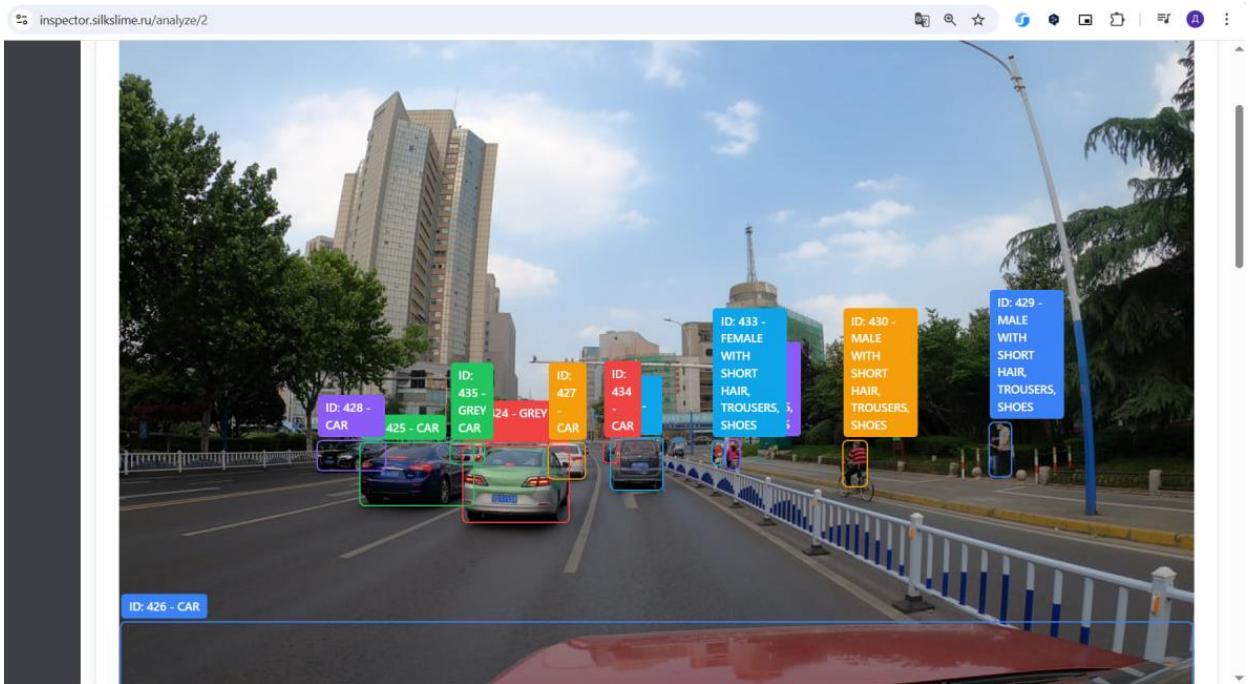 inspector.silkslime.ru/analyze/2
Д
ID: 429 -
MALE
WITH
SHORT
HAIR,
TROUSERS,
SHOES
ID: 433 -
FEMALE
WITH
SHORT
HAIR,
TROUSERS,
SHOES
ID: 430 -
MALE
WITH
SHORT
HAIR,
TROUSERS,
SHOES
ID:
435 -
GREY
CAR
ID:
427
-
CAR
ID:
434
-
CAR
ID: 428 -
CAR
425 - CAR
424 - GREY
ID: 426 - CAR